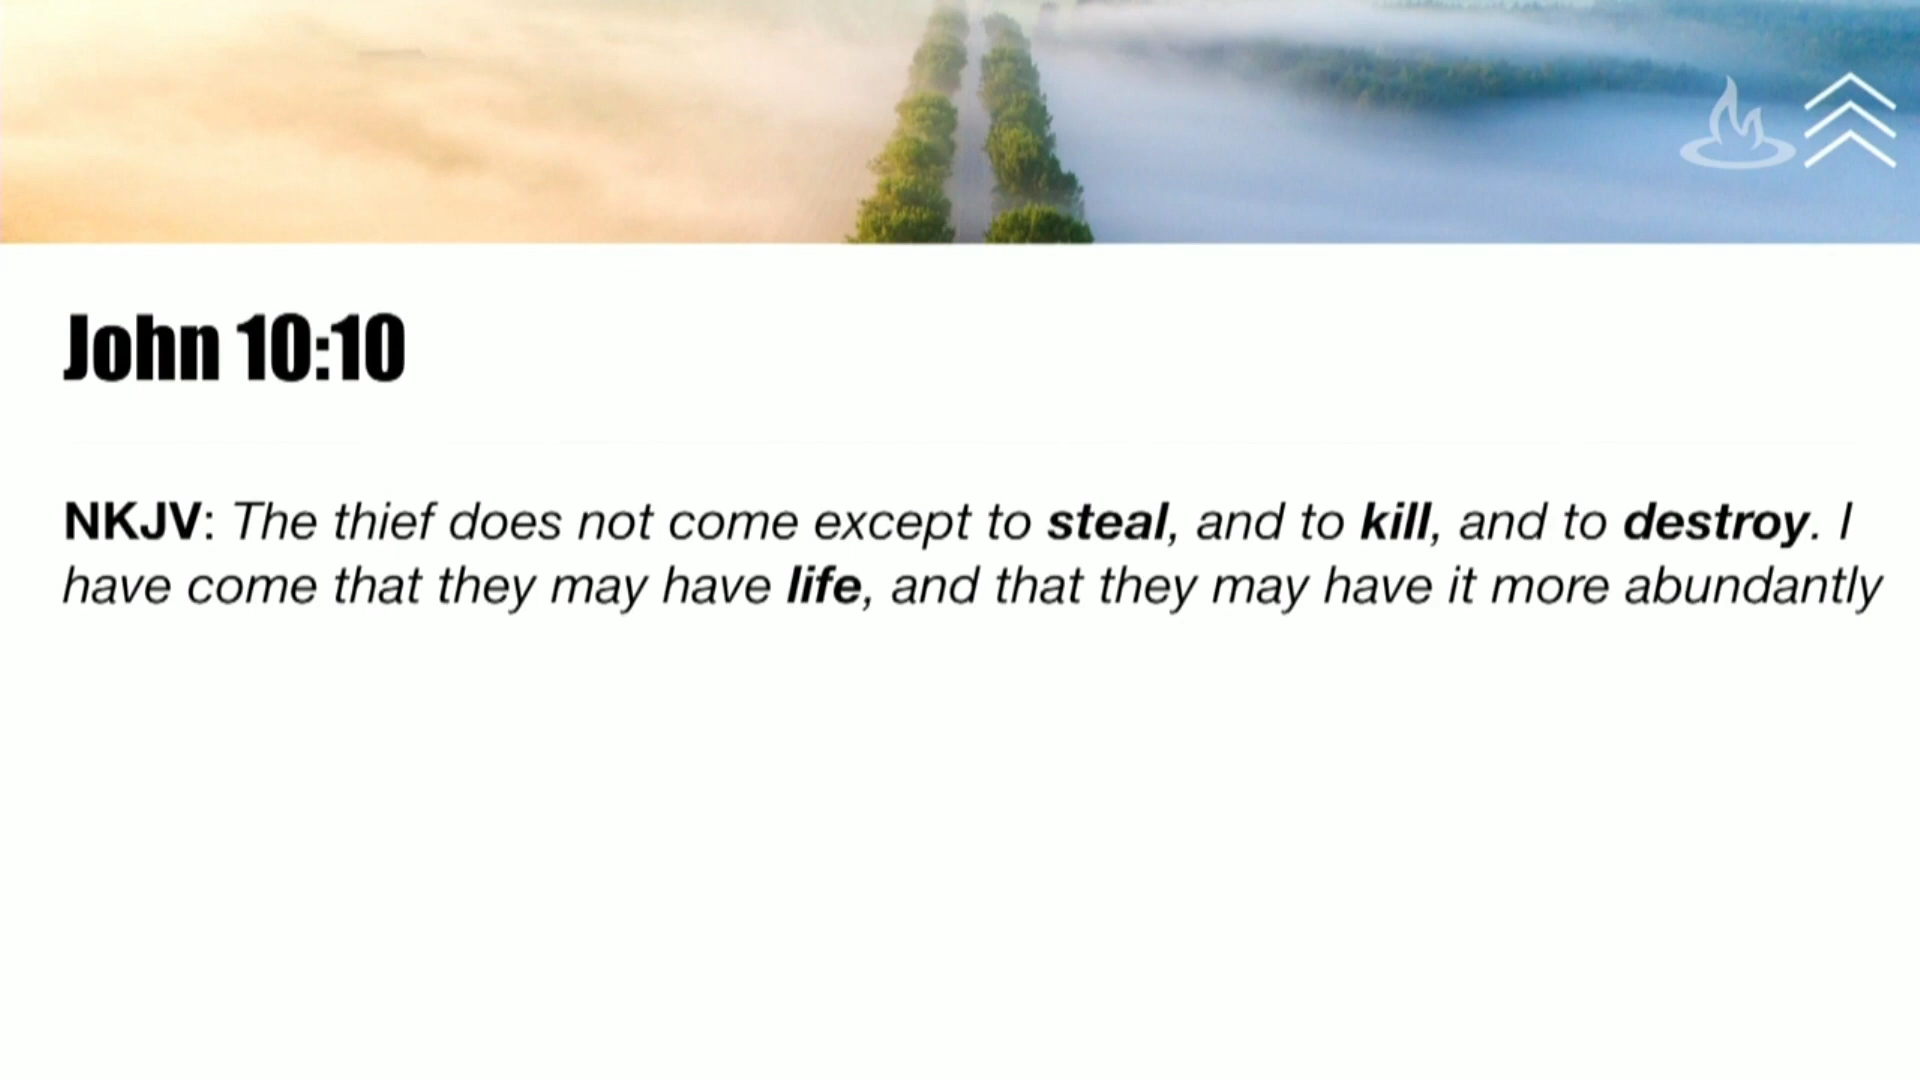 John 10:10
NKJV: The thief does not come except to steal, and to kill, and to destroy. I
have come that they may have life, and that they may have it more abundantly